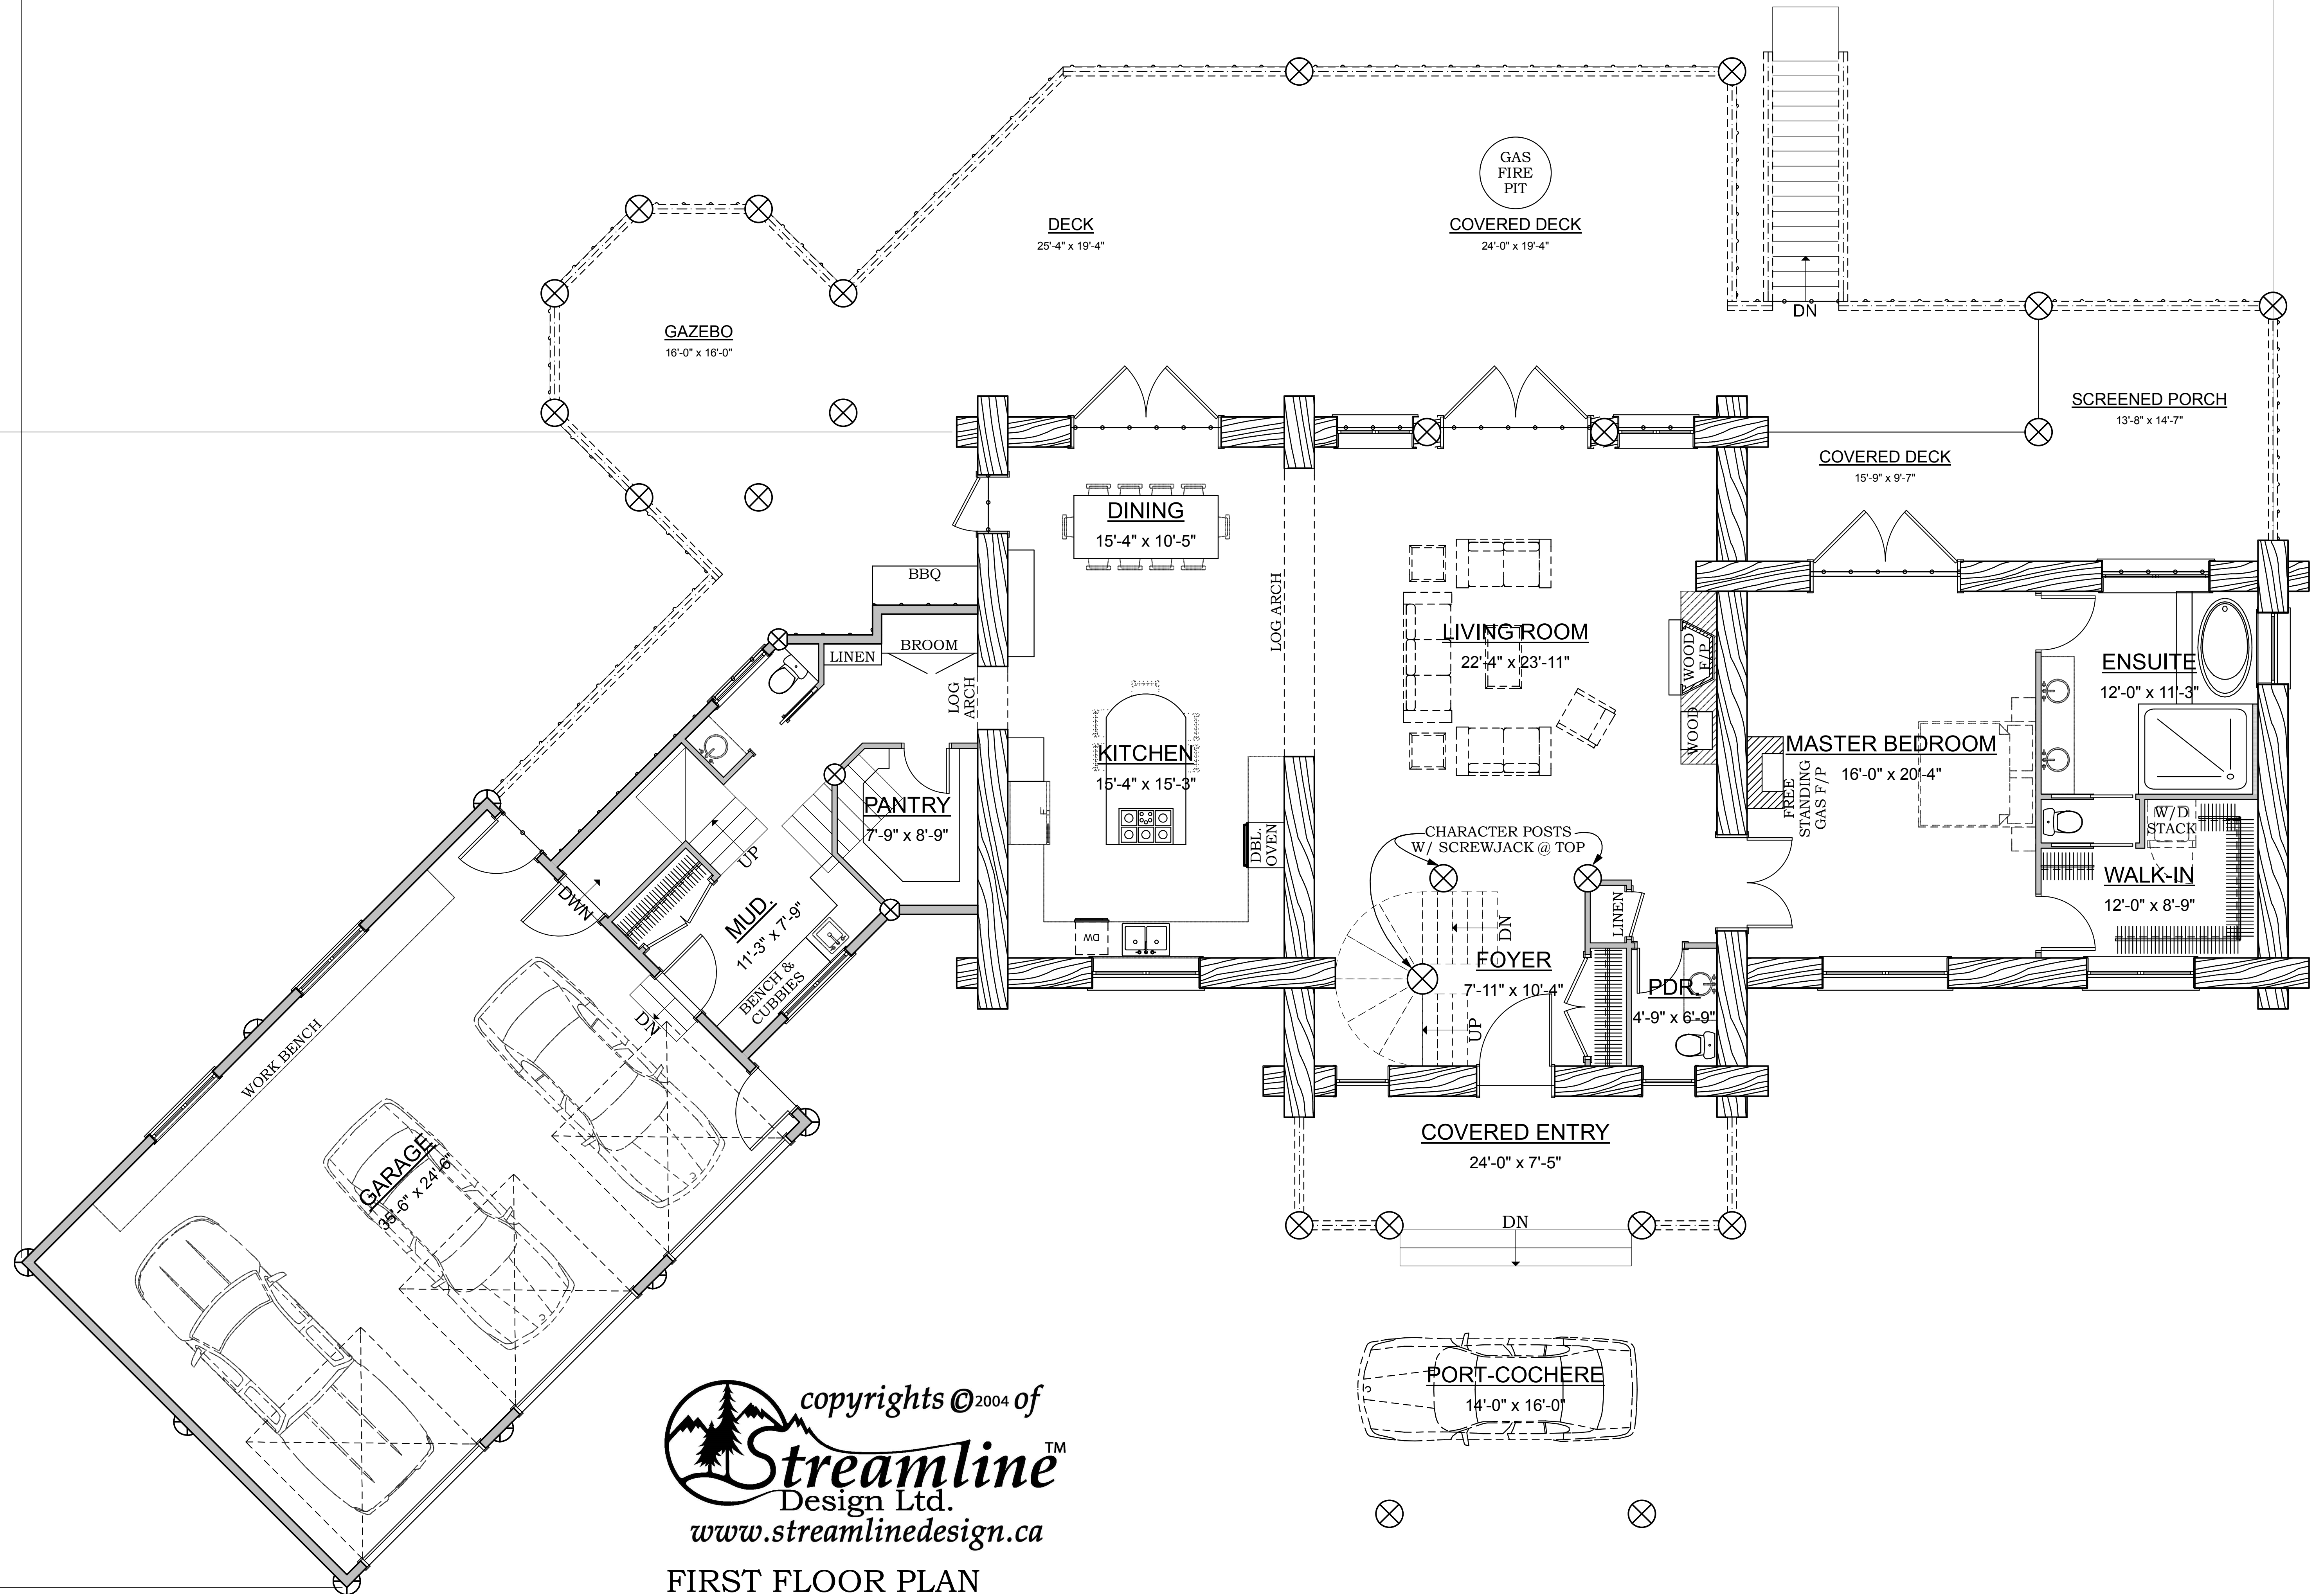 GAS
FIRE
PIT
DECK
25'-4" x 19'-4"
COVERED DECK
24'-0" x 19'-4"
DN
GAZEBO
16'-0" x 16'-0"
SCREENED PORCH
13'-8" x 14'-7"
COVERED DECK
15'-9" x 9'-7"
DINING
15'-4" x 10'-5"
BBQ
BROOM
LINEN
LOG
ARCH
LOG ARCH
LIVING ROOM
22'-4" x 23'-11"
WOOD
F/P
WOOD
ENSUITE
12'-0" x 11'-3"
MASTER BEDROOM
16'-0" x 20'-4"
FREE
STANDING
GAS F/P
KITCHEN
15'-4" x 15'-3"
F
PANTRY
7'-9" x 8'-9"
UP
DBL.
OVEN
CHARACTER POSTS
W/ SCREWJACK @ TOP
W/D
STACK
WALK-IN
12'-0" x 8'-9"
DWN
MUD.
11'-3" x 7'-9"
BENCH &
CUBBIES
DN
DW
LINEN
DN
FOYER
7'-11" x 10'-4"
UP
PDR.
4'-9" x 6'-9"
WORK BENCH
GARAGE
35'-6" x 24'-6"
COVERED ENTRY
24'-0" x 7'-5"
DN
PORT-COCHERE
14'-0" x 16'-0"
copyrights ©2004 of
Streamline™
Design Ltd.
www.streamlinedesign.ca
FIRST FLOOR PLAN